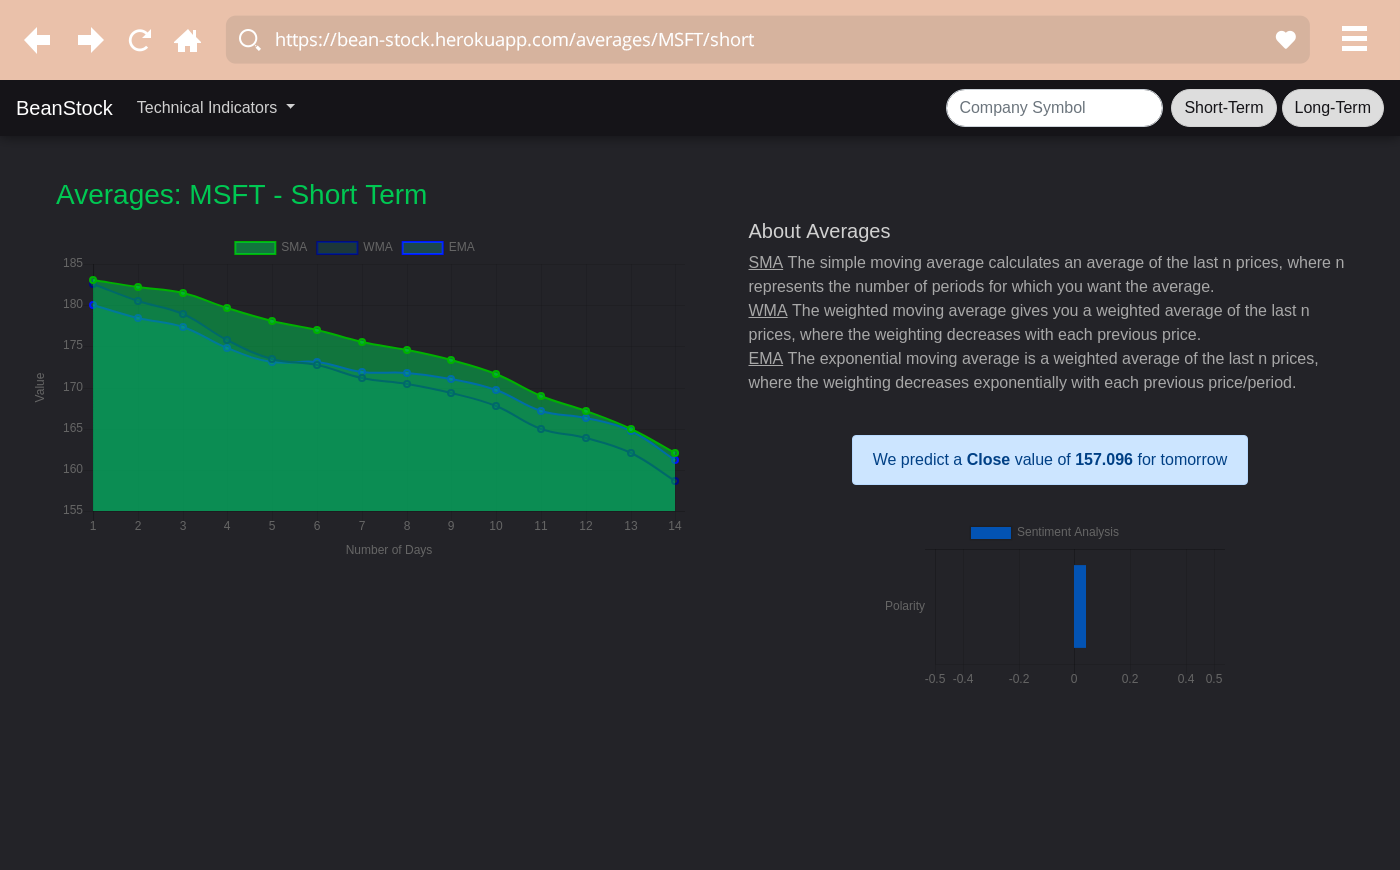 https://bean-stock.herokuapp.com/averages/MSFT/short
BeanStock Technical Indicators Company Symbol Short-Term Long-Term
Averages: MSFT - Short Term
SMA WMA EMA
185
180
175
170
165
160
155
Value
1 2 3 4 5 6 7 8 9 10 11 12 13 14
Number of Days
About Averages
SMA The simple moving average calculates an average of the last n prices, where n
represents the number of periods for which you want the average.
WMA The weighted moving average gives you a weighted average of the last n
prices, where the weighting decreases with each previous price.
EMA The exponential moving average is a weighted average of the last n prices,
where the weighting decreases exponentially with each previous price/period.
We predict a Close value of 157.096 for tomorrow
Sentiment Analysis
Polarity
-0.5 -0.4 -0.2 0 0.2 0.4 0.5